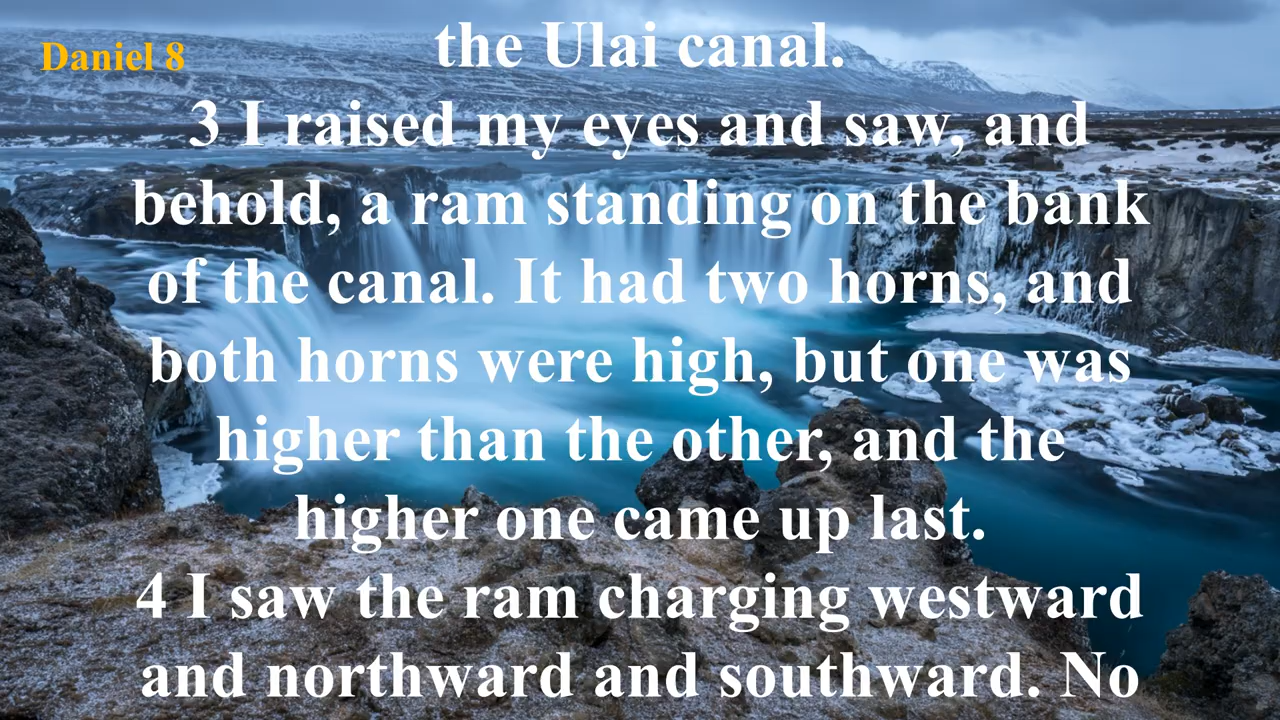 Daniel 8
the Ulai canal.
3 I raised my eyes and saw, and
behold, a ram standing on the bank
of the canal. It had two horns, and
both horns were high, but one was
higher than the other, and the
higher one came up last.
4 I saw the ram charging westward
and northward and southward. No